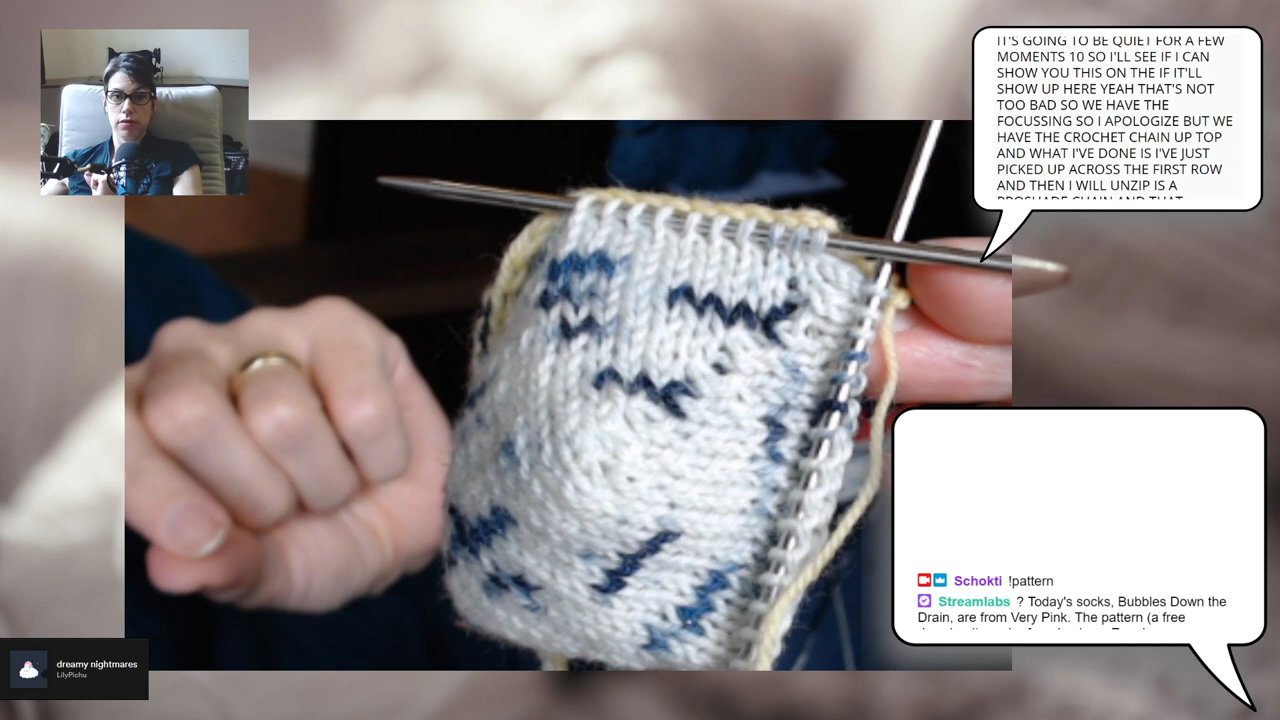 IT'S GOING TO BE QUIET FOR A FEW
MOMENTS 10 SO I'LL SEE IF I CAN
SHOW YOU THIS ON THE IF IT'LL
SHOW UP HERE YEAH THAT'S NOT
TOO BAD SO WE HAVE THE
FOCUSSING SO I APOLOGIZE BUT WE
HAVE THE CROCHET CHAIN UP TOP
AND WHAT I'VE DONE IS I'VE JUST
PICKED UP ACROSS THE FIRST ROW
AND THEN I WILL UNZIP IS A
Schokti !pattern
Streamlabs ? Today's socks, Bubbles Down the
Drain, are from Very Pink. The pattern (a free
dreamy nightmares
LilyPichu